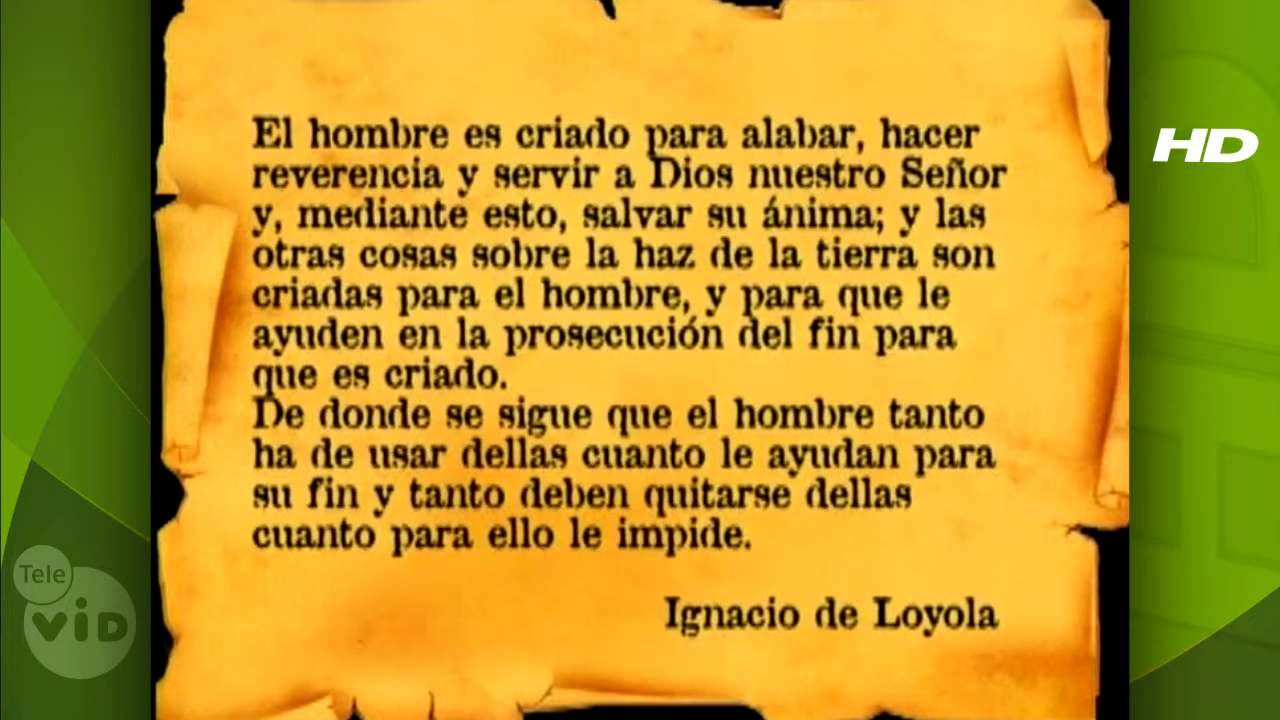 El hombre es criado para alabar, hacer
reverencia y servir a Dios nuestro Señor
y, mediante esto, salvar su ánima; y las
otras cosas sobre la haz de la tierra son
criadas para el hombre, y para que le
ayuden en la prosecución del fin para
que es criado.
De donde se sigue que el hombre tanto
ha de usar dellas cuanto le ayudan para
su fin y tanto deben quitarse dellas
cuanto para ello le impide.
Ignacio de Loyola
HD
Tele
ViD